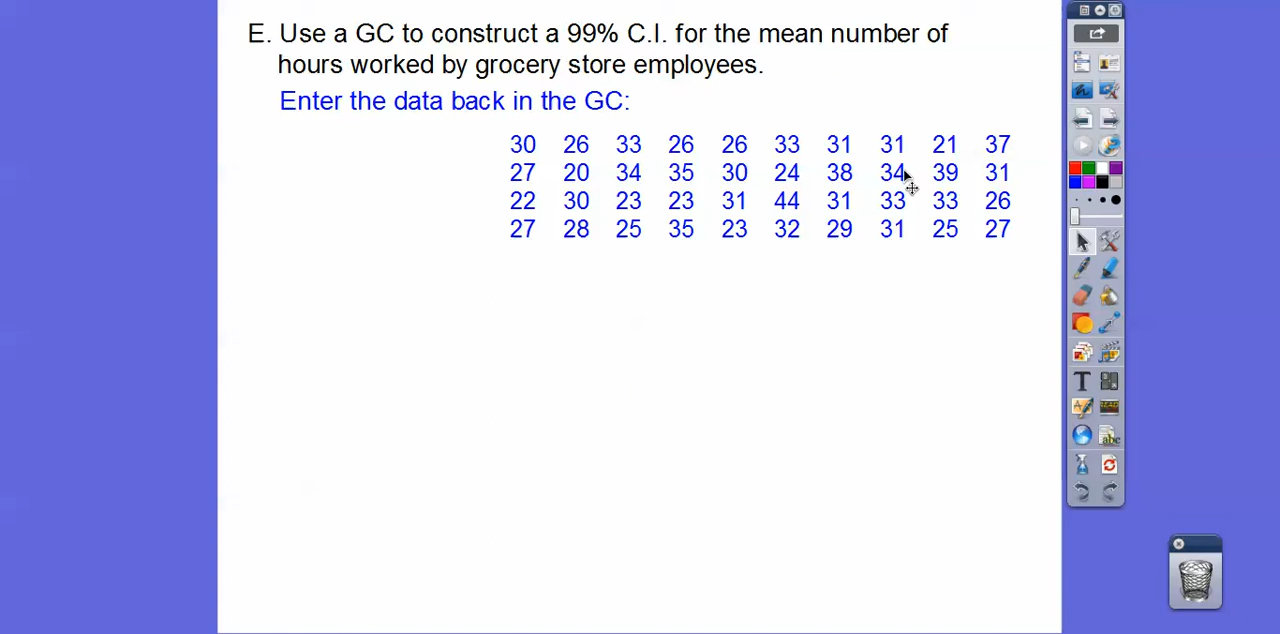 E. Use a GC to construct a 99% C.I. for the mean number of
hours worked by grocery store employees.
Enter the data back in the GC:
30 26 33 26 26 33 31 31 21 37
27 20 34 35 30 24 38 34 39 31
22 30 23 23 31 44 31 33 33 26
27 28 25 35 23 32 29 31 25 27